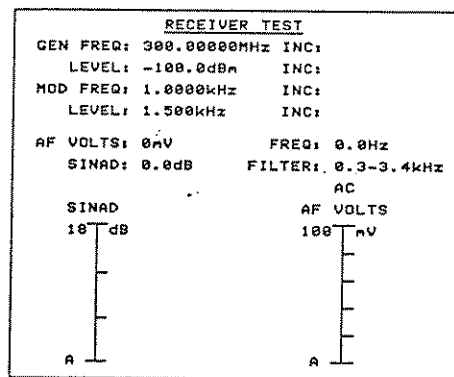 RECEIVER TEST
GEN FREQ: 300.00000MHz INC:
LEVEL: -100.0dBm INC:
MOD FREQ: 1.0000kHz INC:
LEVEL: 1.500kHz INC:
AF VOLTS: 0mV FREQ: 0.0Hz
SINAD: 0.0dB FILTER: 0.3-3.4kHz
AC
SINAD AF VOLTS
18 dB 100 mV
A A